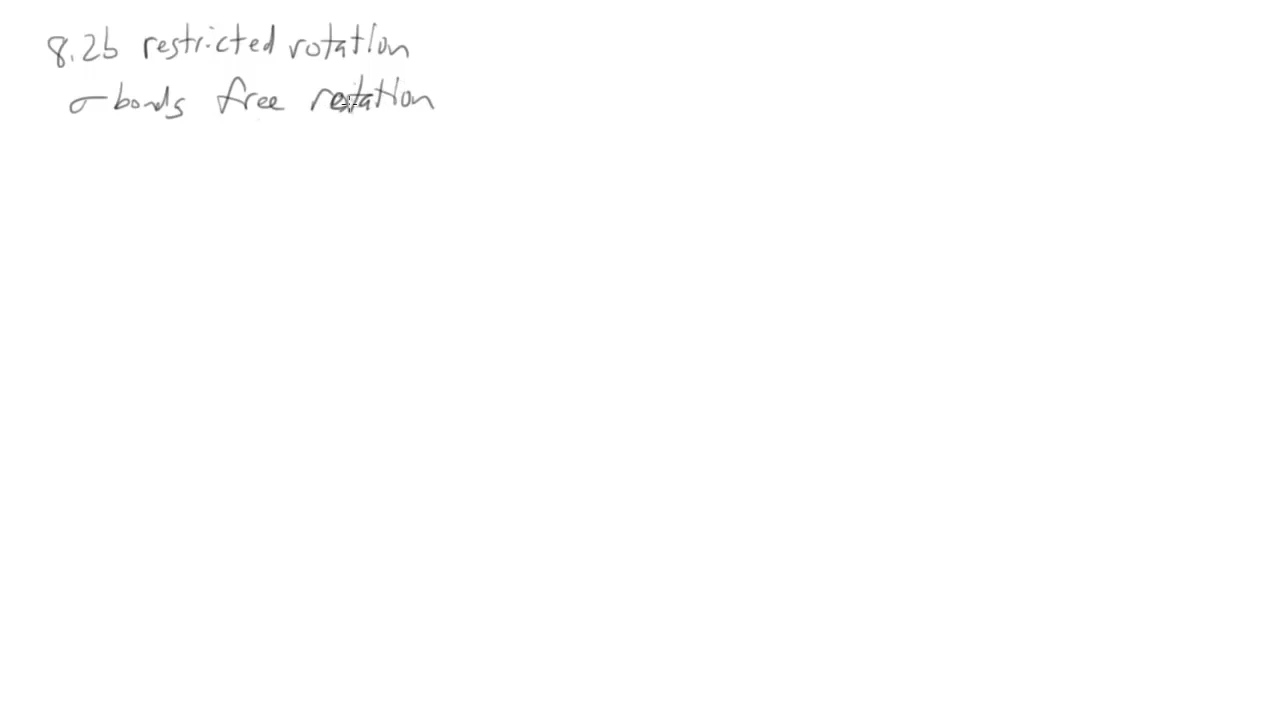 8.2b restricted rotation
σ bonds free rotation